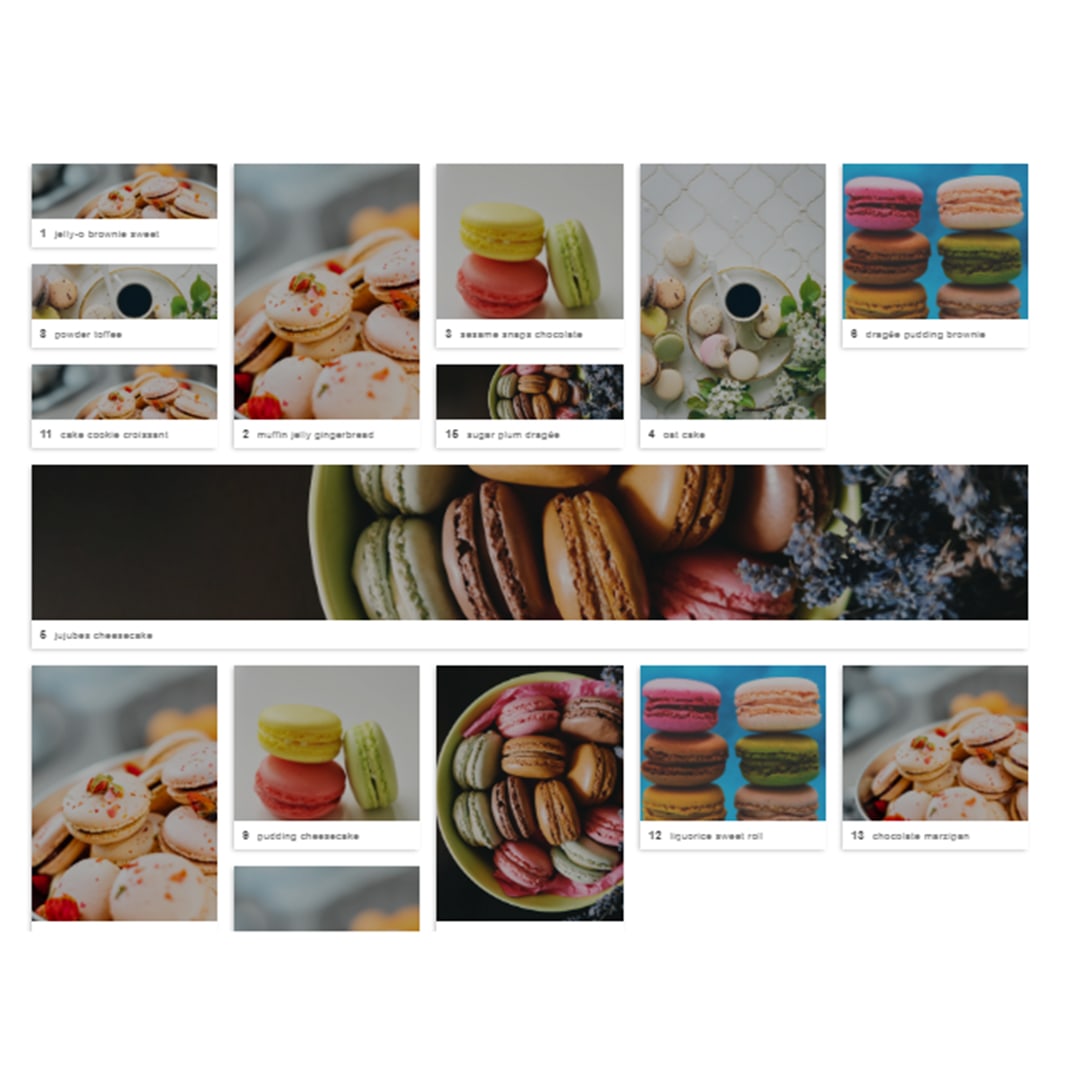 1 jelly-o brownie sweet
2 muffin jelly gingerbread
3 sesame snaps chocolate
4 oat cake
6 dragée pudding brownie
8 powder toffee
11 cake cookie croissant
15 sugar plum dragée
5 jujubes cheesecake
9 pudding cheesecake
12 liquorice sweet roll
13 chocolate marzipan